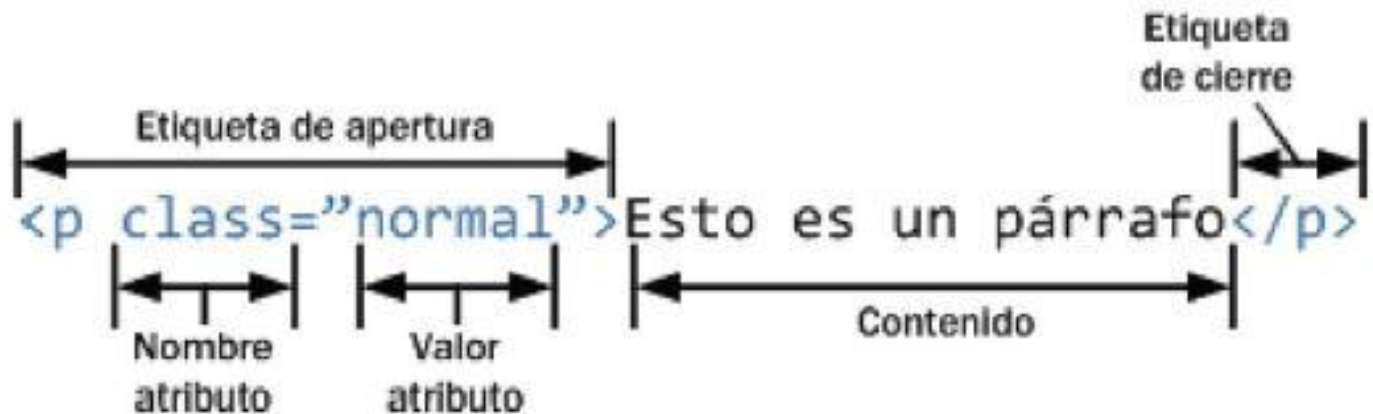 Etiqueta
de cierre
Etiqueta de apertura
<p class=”normal”>Esto es un párrafo</p>
Nombre
atributo
Valor
atributo
Contenido